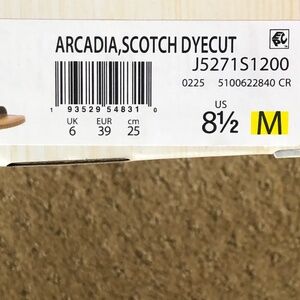 ARCADIA,SCOTCH DYECUT
J5271S1200
0225 5100622840 CR
1 93529 54831 0
UK EUR cm
6 39 25
US
8½ M